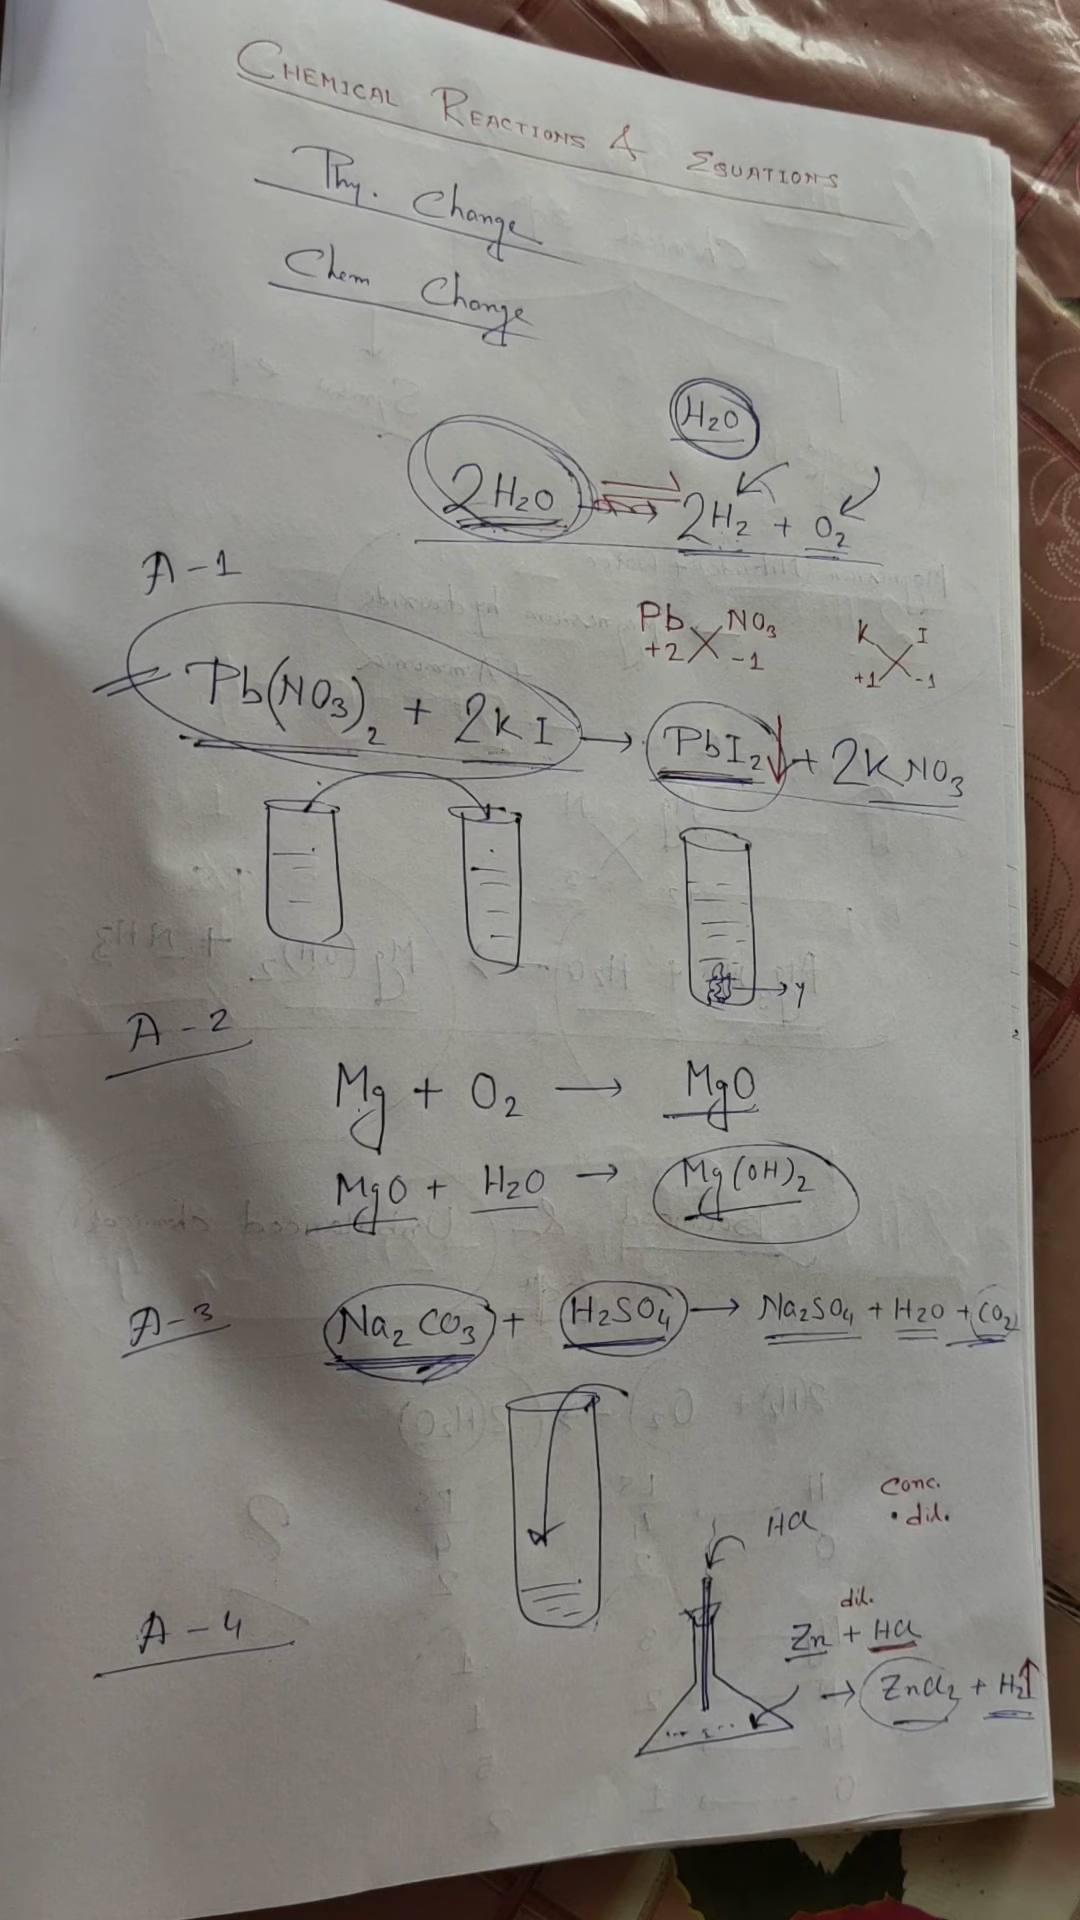 CHEMICAL REACTIONS & EQUATIONS
Phy. Change
Chem Change
H2O
2H2O → 2H2 + O2
A-1
Pb NO3
+2 -1
K I
+1 -1
Pb(NO3)2 + 2KI → PbI2↓ + 2KNO3
y
A-2
Mg + O2 → MgO
MgO + H2O → Mg(OH)2
A-3
Na2CO3 + H2SO4 → Na2SO4 + H2O + CO2
Conc.
• dil.
HCl
A-4
dil.
Zn + HCl
→ ZnCl2 + H2↑